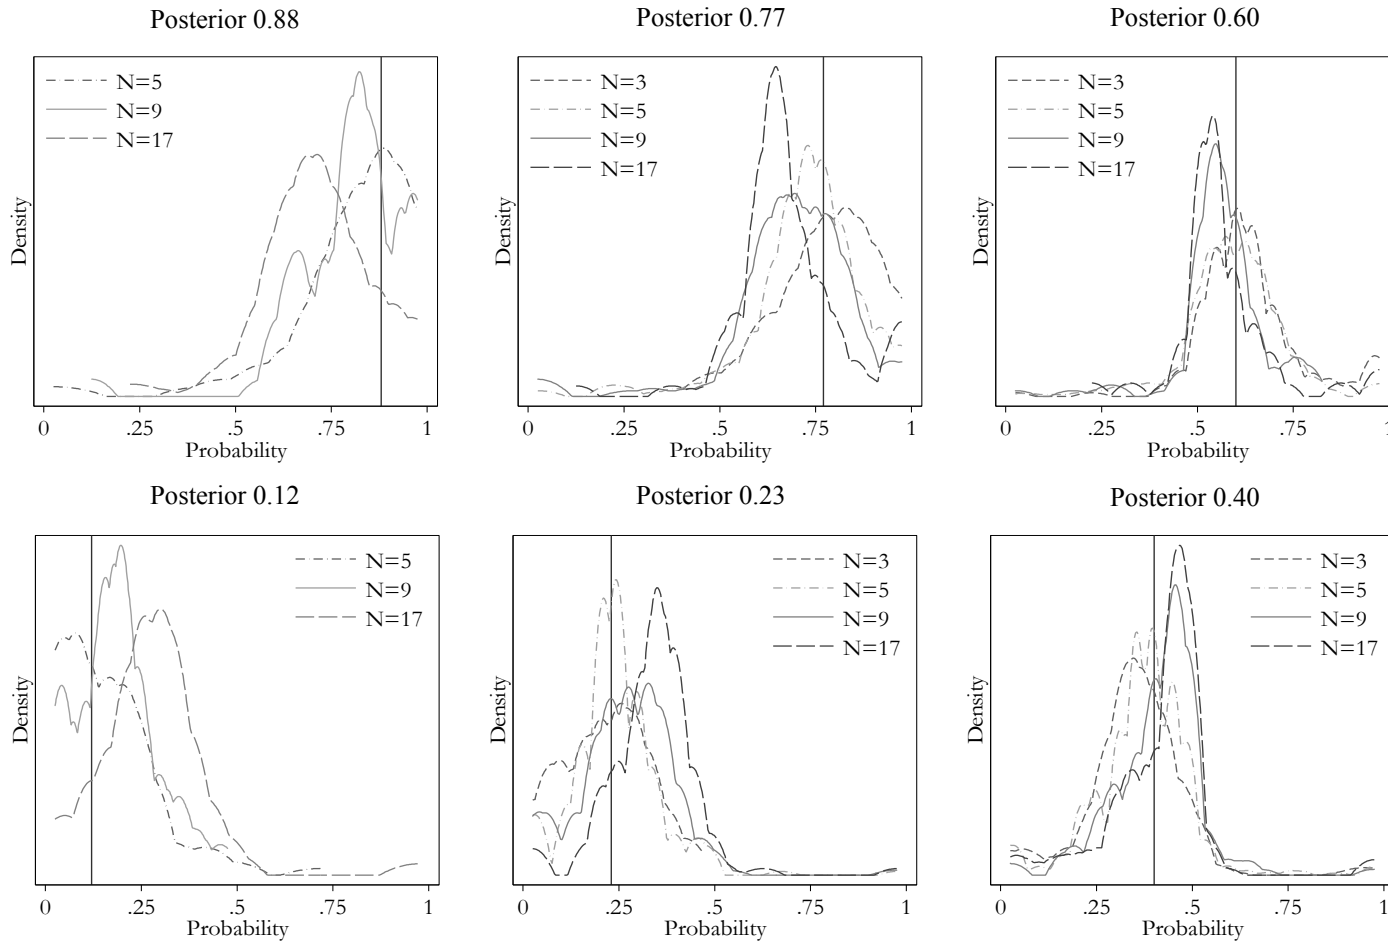 Posterior 0.88
N=5
N=9
N=17
Density
0 .25 .5 .75 1
Probability
Posterior 0.77
N=3
N=5
N=9
N=17
Density
0 .25 .5 .75 1
Probability
Posterior 0.60
N=3
N=5
N=9
N=17
Density
0 .25 .5 .75 1
Probability
Posterior 0.12
N=5
N=9
N=17
Density
0 .25 .5 .75 1
Probability
Posterior 0.23
N=3
N=5
N=9
N=17
Density
0 .25 .5 .75 1
Probability
Posterior 0.40
N=3
N=5
N=9
N=17
Density
0 .25 .5 .75 1
Probability